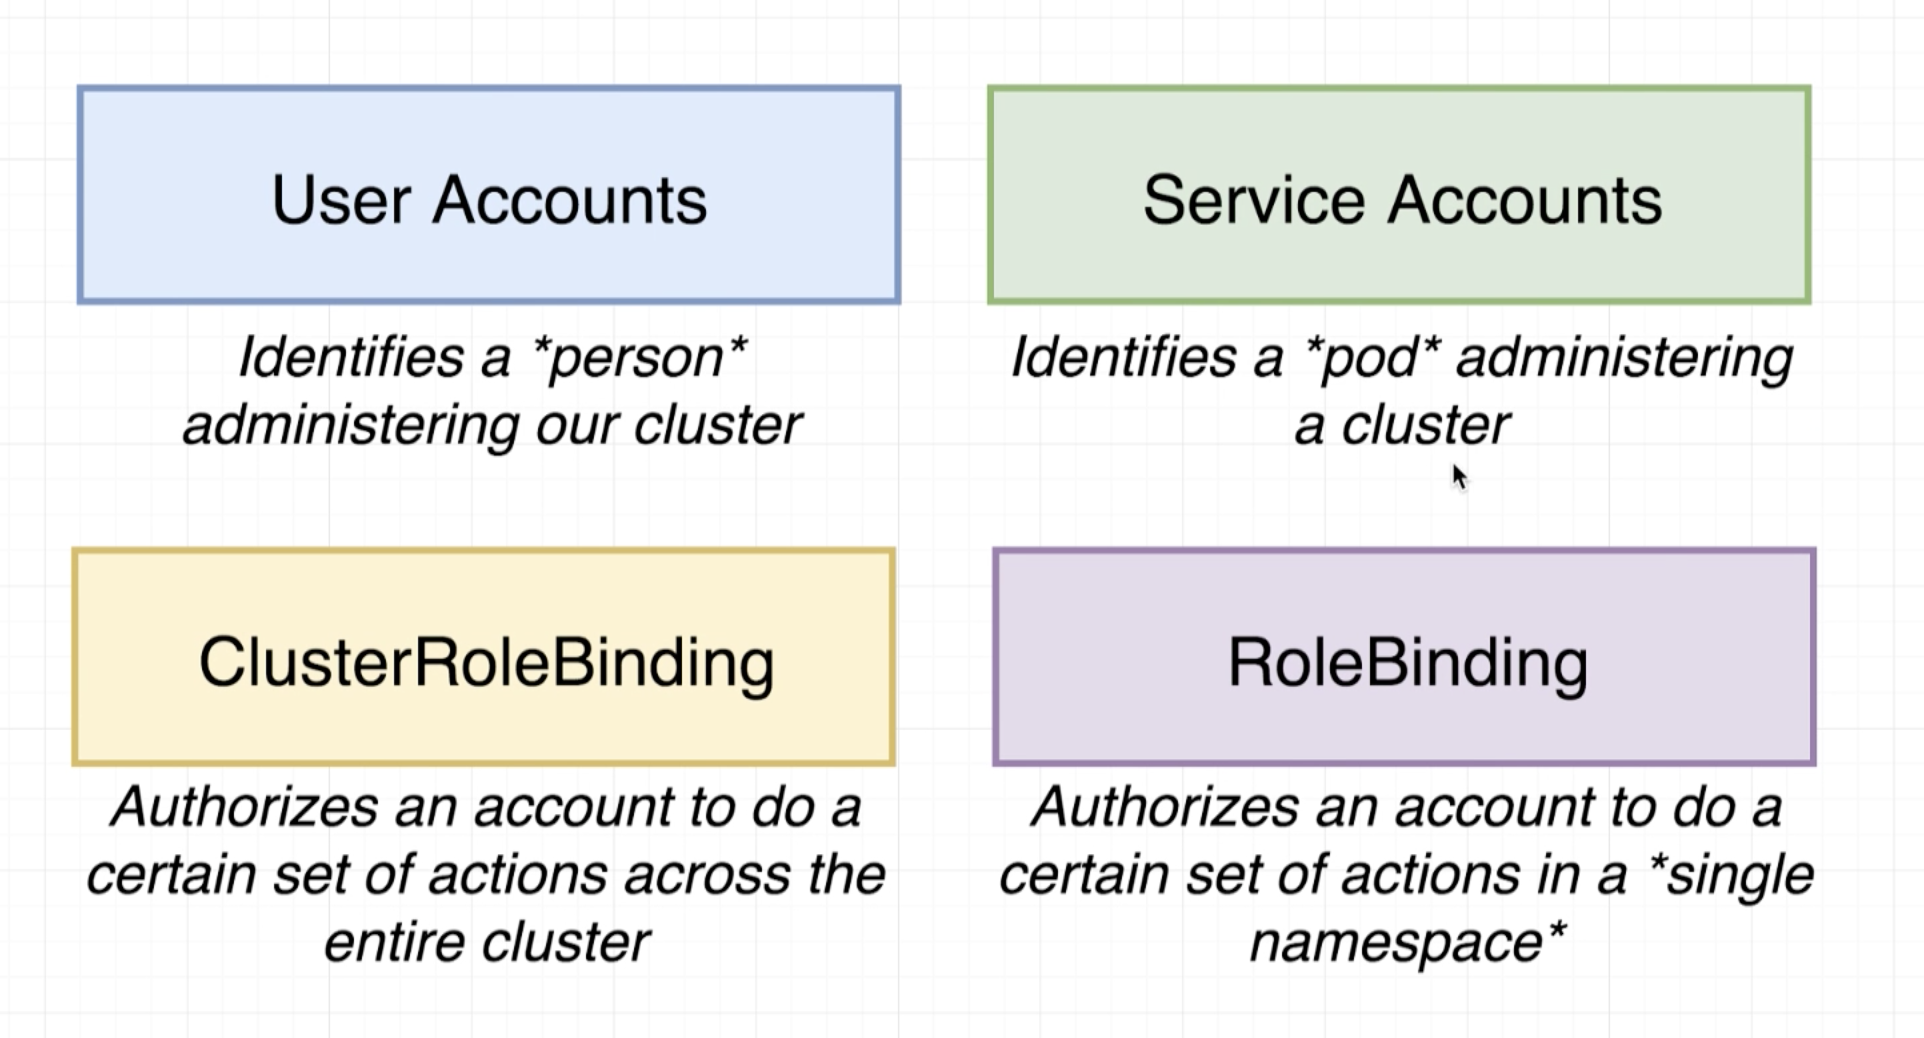 User Accounts
Service Accounts
Identifies a *person*
administering our cluster
Identifies a *pod* administering
a cluster
ClusterRoleBinding
RoleBinding
Authorizes an account to do a
certain set of actions across the
entire cluster
Authorizes an account to do a
certain set of actions in a *single
namespace*